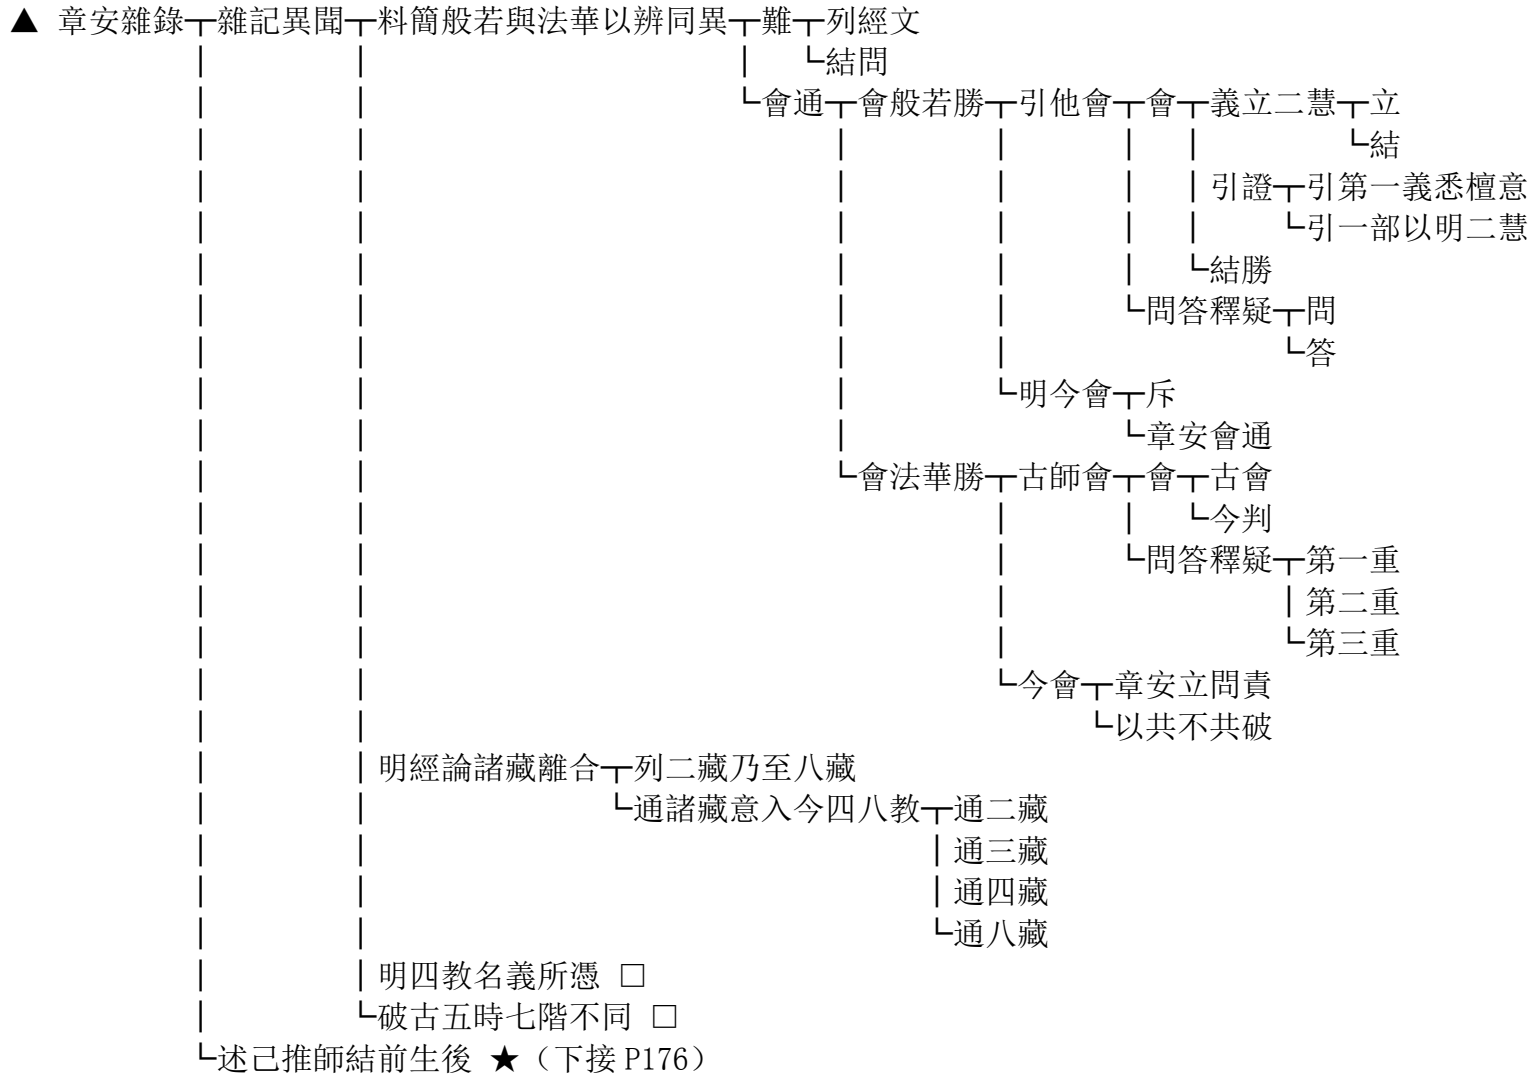 ▲ 章安雜錄┬雜記異聞┬料簡般若與法華以辨同異┬難┬列經文
└結問
└會通┬會般若勝┬引他會┬會┬義立二慧┬立
└結
引證┬引第一義悉檀意
└引一部以明二慧
└結勝
└問答釋疑┬問
└答
└明今會┬斥
└章安會通
└會法華勝┬古師會┬會┬古會
└今判
└問答釋疑┬第一重
第二重
└第三重
└今會┬章安立問責
└以共不共破
明經論諸藏離合┬列二藏乃至八藏
└通諸藏意入今四八教┬通二藏
通三藏
通四藏
└通八藏
明四教名義所憑 □
└破古五時七階不同 □
└述己推師結前生後 ★（下接 P176）